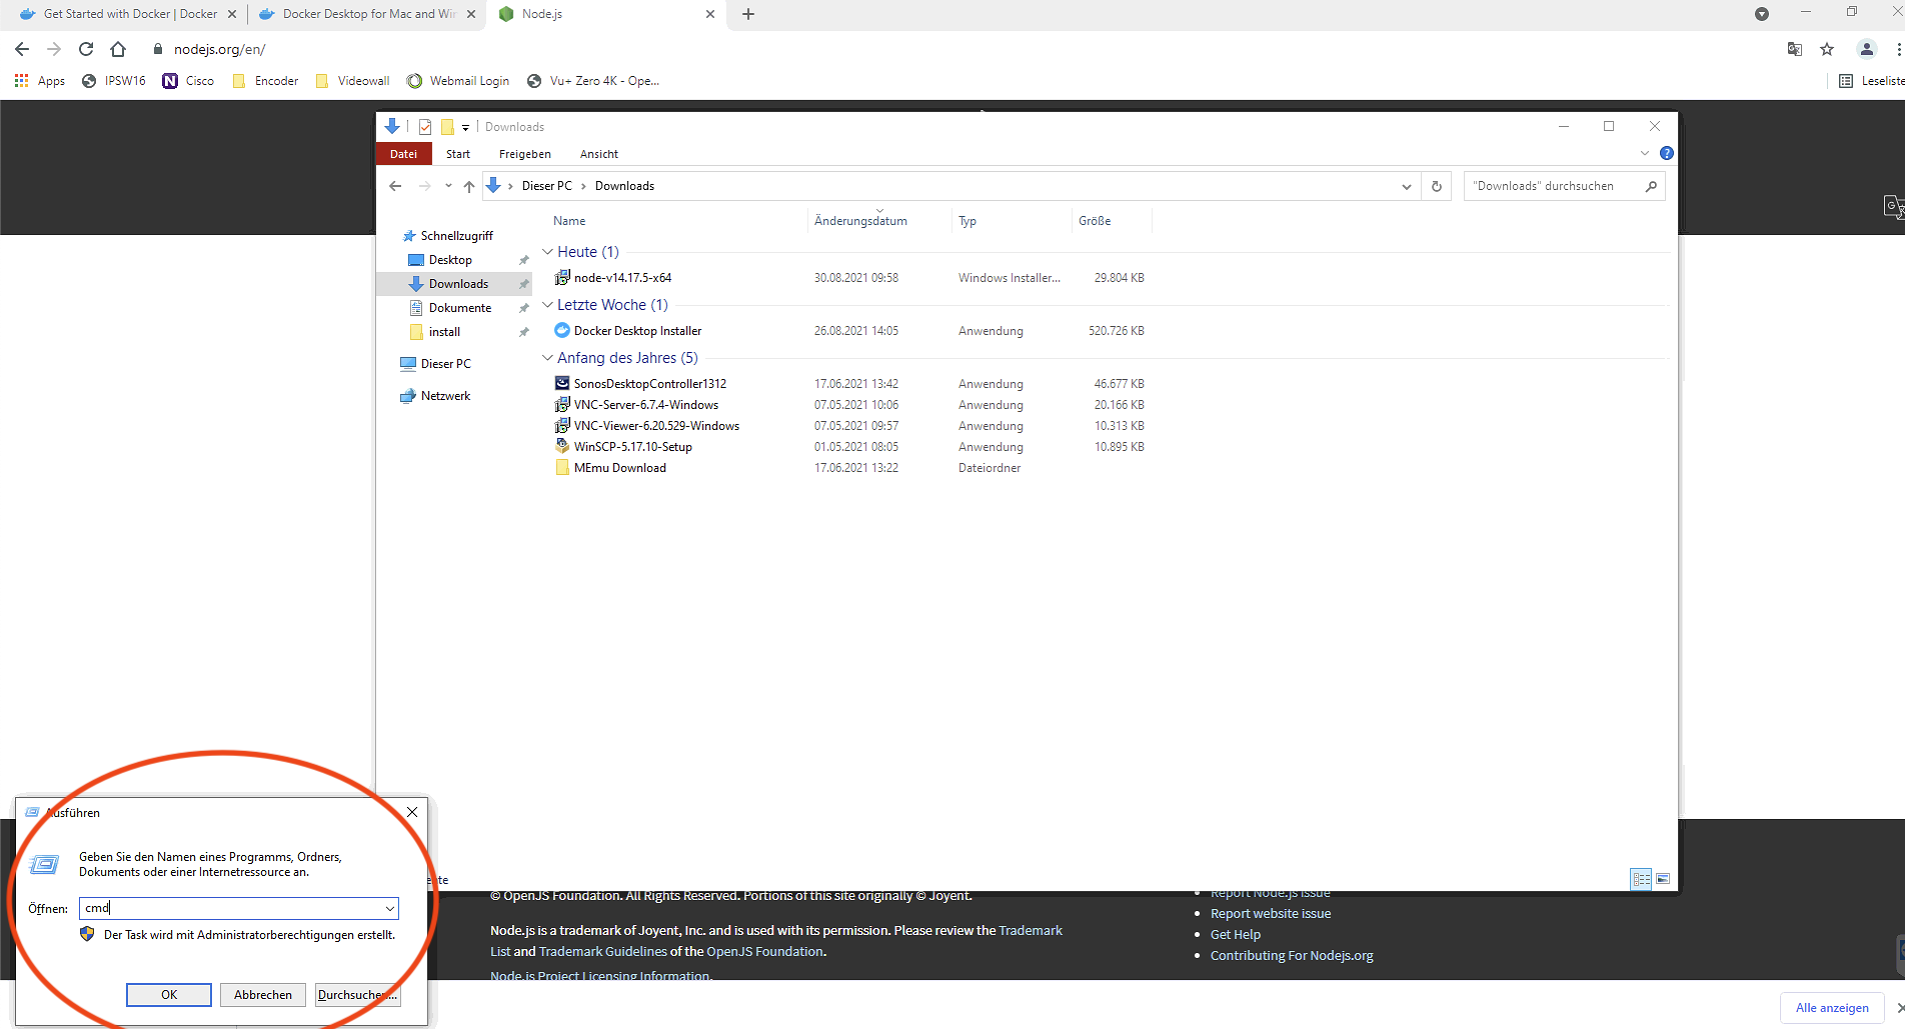 Get Started with Docker | Docker
Docker Desktop for Mac and Win
Node.js
nodejs.org/en/
Apps IPSW16 Cisco Encoder Videowall Webmail Login Vu+ Zero 4K - Ope...
Leseliste
Downloads
Datei Start Freigeben Ansicht
Dieser PC > Downloads
"Downloads" durchsuchen
Name Änderungsdatum Typ Größe
Schnellzugriff
Desktop
Downloads
Dokumente
install
Dieser PC
Netzwerk
Heute (1)
node-v14.17.5-x64 30.08.2021 09:58 Windows Installer... 29.804 KB
Letzte Woche (1)
Docker Desktop Installer 26.08.2021 14:05 Anwendung 520.726 KB
Anfang des Jahres (5)
SonosDesktopController1312 17.06.2021 13:42 Anwendung 46.677 KB
VNC-Server-6.7.4-Windows 07.05.2021 10:06 Anwendung 20.166 KB
VNC-Viewer-6.20.529-Windows 07.05.2021 09:57 Anwendung 10.313 KB
WinSCP-5.17.10-Setup 01.05.2021 08:05 Anwendung 10.895 KB
MEmu Download 17.06.2021 13:22 Dateiordner
Ausführen
Geben Sie den Namen eines Programms, Ordners,
Dokuments oder einer Internetressource an.
Öffnen: cmd
Der Task wird mit Administratorberechtigungen erstellt.
OK Abbrechen Durchsuchen...
© OpenJS Foundation. All Rights Reserved. Portions of this site originally © Joyent.
Node.js is a trademark of Joyent, Inc. and is used with its permission. Please review the Trademark
List and Trademark Guidelines of the OpenJS Foundation.
Node.js Project Licensing Information.
Report Node.js issue
Report website issue
Get Help
Contributing For Nodejs.org
Alle anzeigen